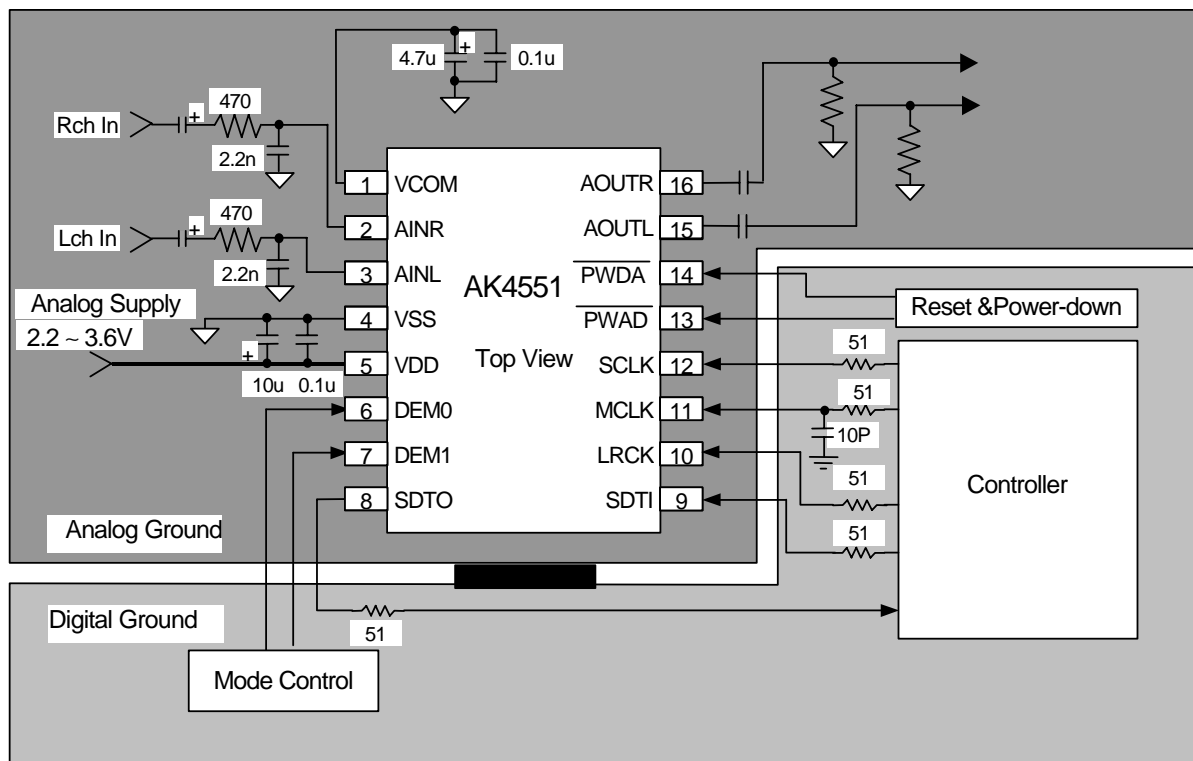 4.7u
+
0.1u
470
Rch In
+
2.2n
470
Lch In
+
2.2n
Analog Supply
2.2 ~ 3.6V
+
10u
0.1u
1
VCOM
2
AINR
3
AINL
4
VSS
5
VDD
6
DEM0
7
DEM1
8
SDTO
AK4551
Top View
AOUTR
16
AOUTL
15
PWDA
14
PWAD
13
SCLK
12
MCLK
11
LRCK
10
SDTI
9
Reset &Power-down
51
51
10P
51
51
Controller
Analog Ground
Digital Ground
51
Mode Control